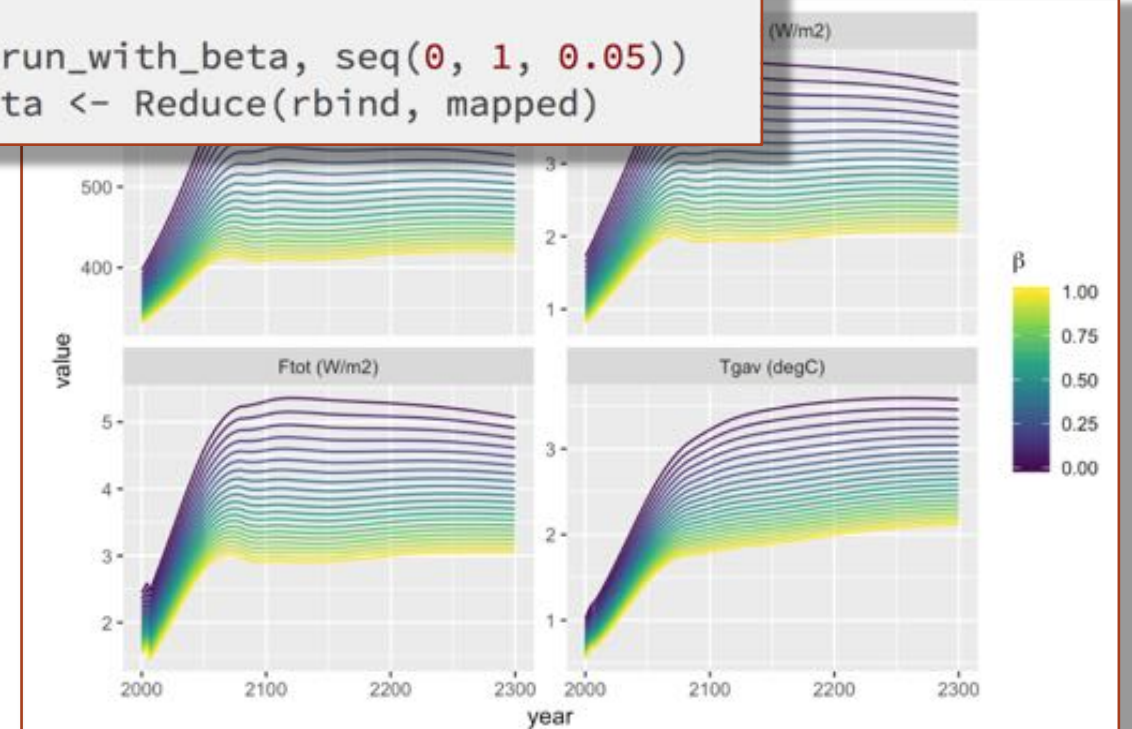 run_with_beta, seq(0, 1, 0.05))
ta <- Reduce(rbind, mapped)
(W/m2)
500
400
3
2
1
value
Ftot (W/m2)
Tgav (degC)
5
4
3
2
3
2
1
2000 2100 2200 2300
2000 2100 2200 2300
year
β
1.00
0.75
0.50
0.25
0.00